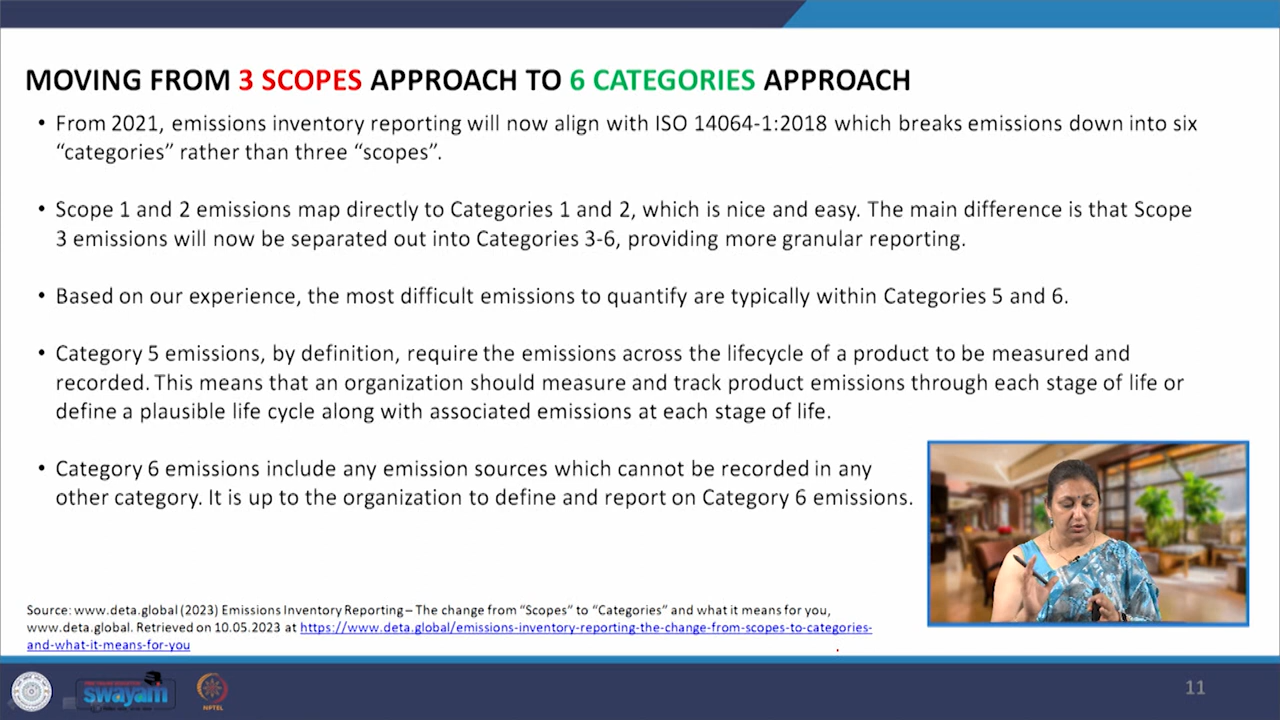 MOVING FROM 3 SCOPES APPROACH TO 6 CATEGORIES APPROACH
• From 2021, emissions inventory reporting will now align with ISO 14064-1:2018 which breaks emissions down into six
“categories” rather than three “scopes”.
• Scope 1 and 2 emissions map directly to Categories 1 and 2, which is nice and easy. The main difference is that Scope
3 emissions will now be separated out into Categories 3-6, providing more granular reporting.
• Based on our experience, the most difficult emissions to quantify are typically within Categories 5 and 6.
• Category 5 emissions, by definition, require the emissions across the lifecycle of a product to be measured and
recorded. This means that an organization should measure and track product emissions through each stage of life or
define a plausible life cycle along with associated emissions at each stage of life.
• Category 6 emissions include any emission sources which cannot be recorded in any
other category. It is up to the organization to define and report on Category 6 emissions.
Source: www.deta.global (2023) Emissions Inventory Reporting – The change from “Scopes” to “Categories” and what it means for you,
www.deta.global. Retrieved on 10.05.2023 at https://www.deta.global/emissions-inventory-reporting-the-change-from-scopes-to-categories-
and-what-it-means-for-you
swayam
NPTEL
11